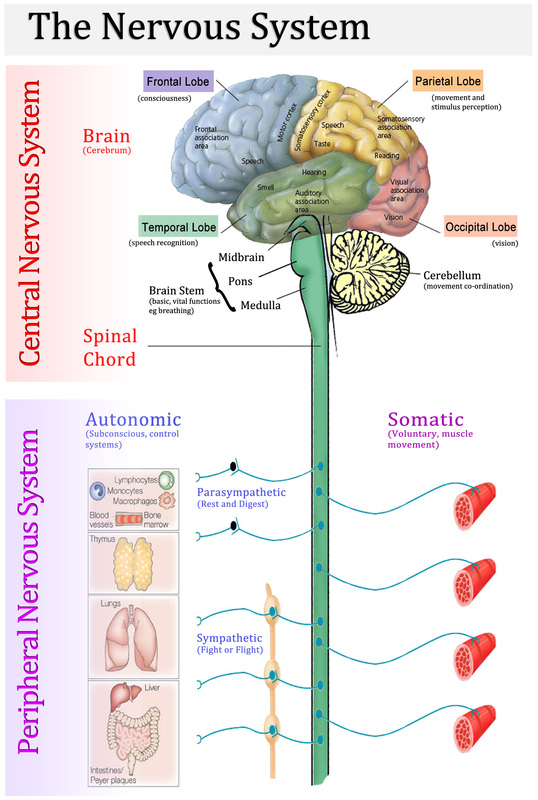 The Nervous System
Central Nervous System
Frontal Lobe
(consciousness)
Parietal Lobe
(movement and
stimulus perception)
Brain
(Cerebrum)
Frontal
association
area
Speech
Motor cortex
Somatosensory cortex
Speech
Taste
Somatosensory
association
area
Reading
Hearing
Smell
Auditory
association
area
Visual
association
area
Vision
Temporal Lobe
(speech recognition)
Occipital Lobe
(vision)
Midbrain
Pons
Medulla
Brain Stem
(basic, vital functions
eg breathing)
Cerebellum
(movement co-ordination)
Spinal
Chord
Peripheral Nervous System
Autonomic
(Subconscious, control
systems)
Somatic
(Voluntary, muscle
movement)
Lymphocytes
Monocytes
Macrophages
Blood
vessels
Bone
marrow
Parasympathetic
(Rest and Digest)
Thymus
Lungs
Sympathetic
(Fight or Flight)
Liver
Intestines/
Peyer plaques